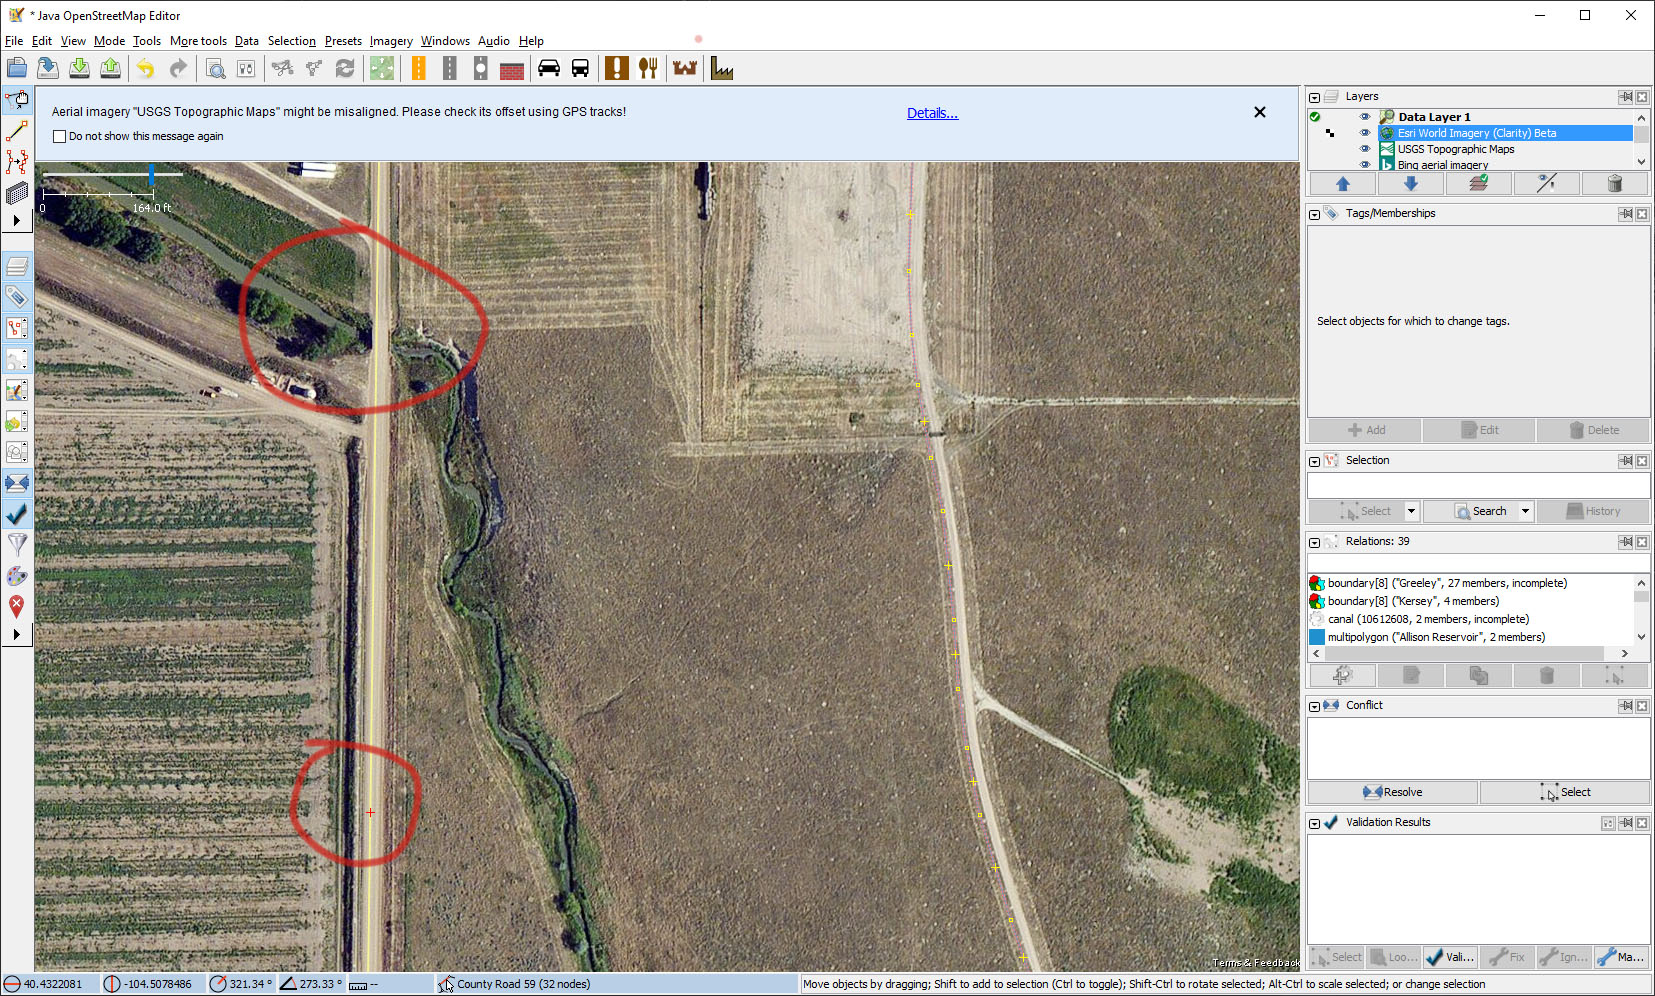 * Java OpenStreetMap Editor
File Edit View Mode Tools More tools Data Selection Presets Imagery Windows Audio Help
Aerial imagery "USGS Topographic Maps" might be misaligned. Please check its offset using GPS tracks!
Details...
Do not show this message again
0
164.0 ft
Terms & Feedback
Layers
Data Layer 1
Esri World Imagery (Clarity) Beta
USGS Topographic Maps
Bing aerial imagery
Tags/Memberships
Select objects for which to change tags.
Add Edit Delete
Selection
Select Search History
Relations: 39
boundary[8] ("Greeley", 27 members, incomplete)
boundary[8] ("Kersey", 4 members)
canal (10612608, 2 members, incomplete)
multipolygon ("Allison Reservoir", 2 members)
Conflict
Resolve Select
Validation Results
Select Loo... Vali... Fix Ign... Ma...
40.4322081 -104.5078486 321.34 ° 273.33 ° -- County Road 59 (32 nodes) Move objects by dragging; Shift to add to selection (Ctrl to toggle); Shift-Ctrl to rotate selected; Alt-Ctrl to scale selected; or change selection